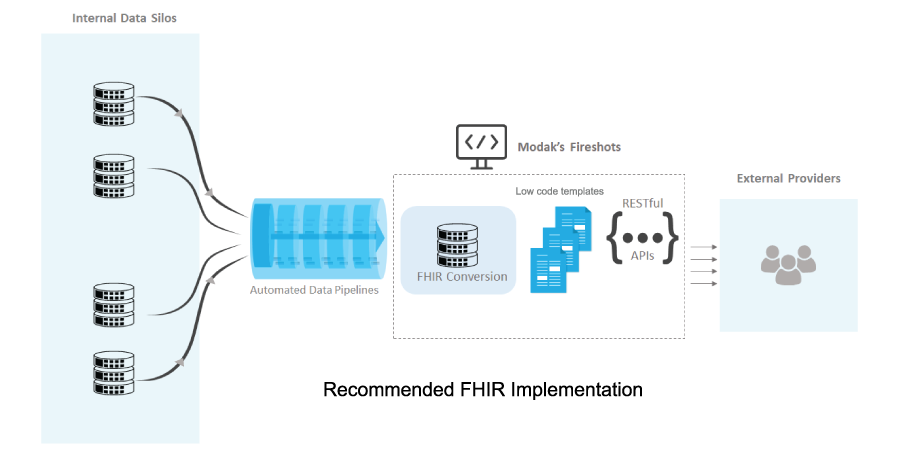 Internal Data Silos
Modak's Fireshots
External Providers
Low code templates
RESTful
APIs
FHIR Conversion
Automated Data Pipelines
Recommended FHIR Implementation